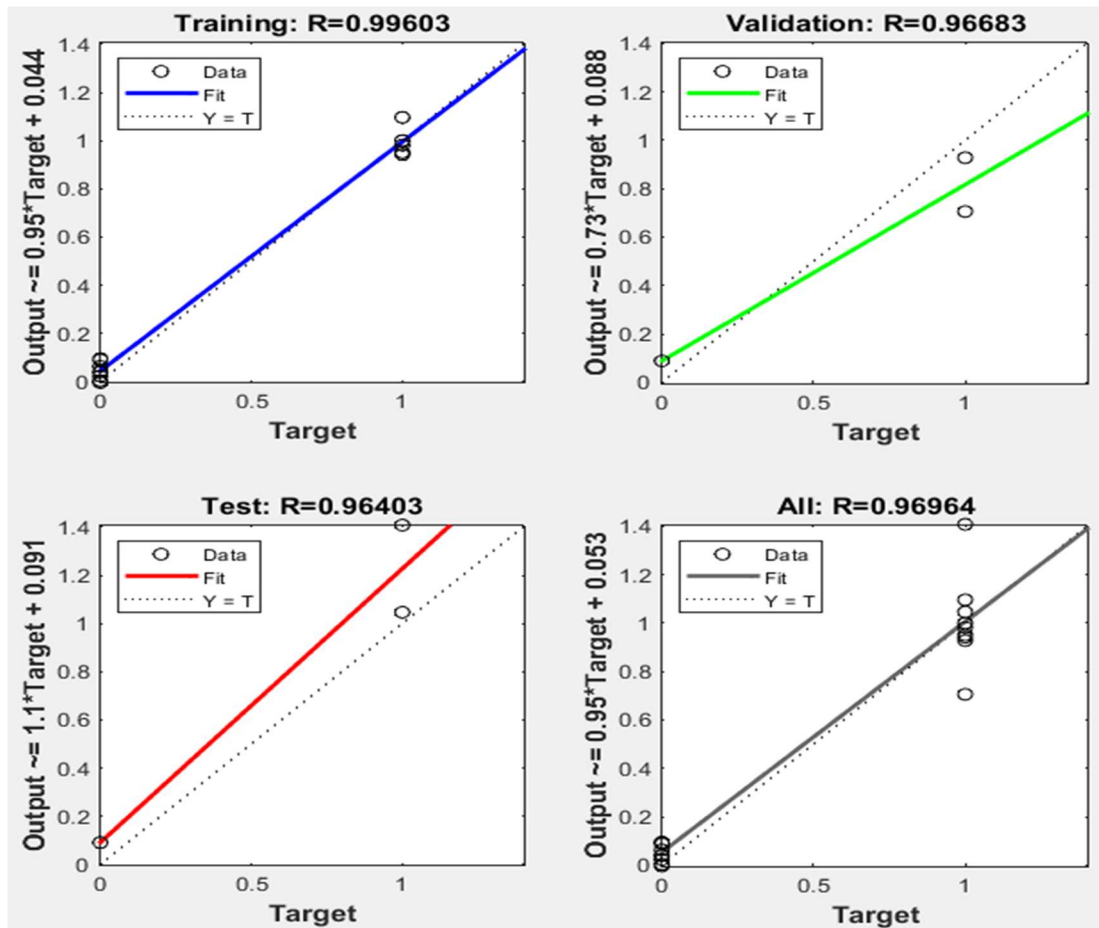 Training: R=0.99603
Output ~= 0.95*Target + 0.044
1.4
1.2
1
0.8
0.6
0.4
0.2
0
Data
Fit
Y = T
0
0.5
1
Target
Validation: R=0.96683
Output ~= 0.73*Target + 0.088
1.4
1.2
1
0.8
0.6
0.4
0.2
0
Data
Fit
Y = T
0
0.5
1
Target
Test: R=0.96403
Output ~= 1.1*Target + 0.091
1.4
1.2
1
0.8
0.6
0.4
0.2
0
Data
Fit
Y = T
0
0.5
1
Target
All: R=0.96964
Output ~= 0.95*Target + 0.053
1.4
1.2
1
0.8
0.6
0.4
0.2
0
Data
Fit
Y = T
0
0.5
1
Target